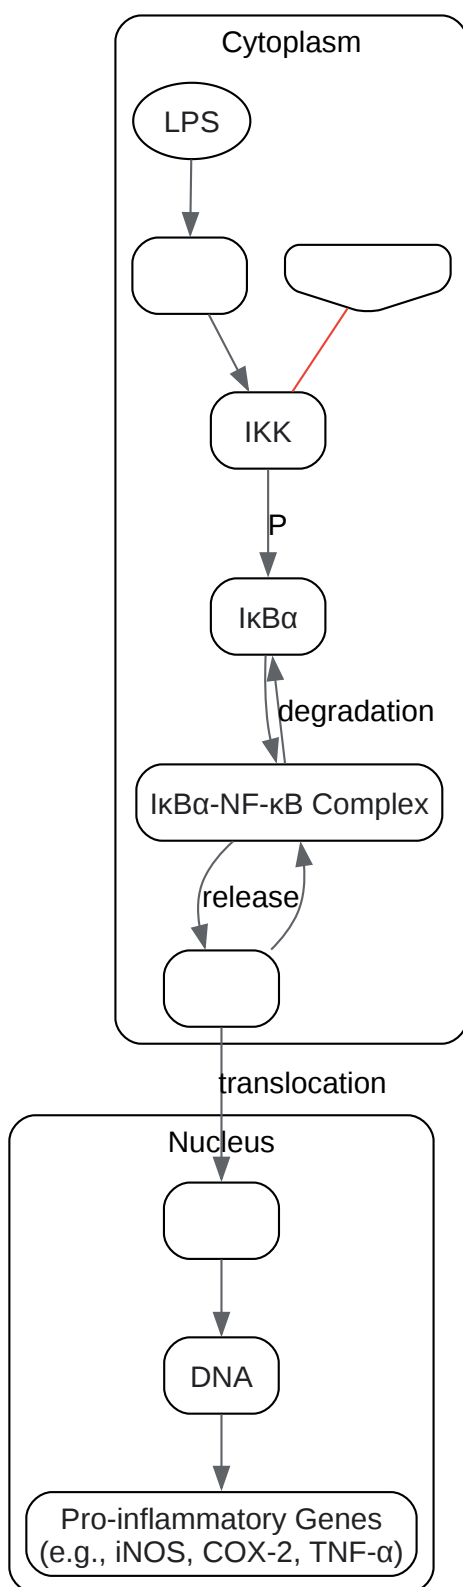 Cytoplasm
LPS
IKK
P
IκBα
degradation
IκBα-NF-κB Complex
release
translocation
Nucleus
DNA
Pro-inflammatory Genes
(e.g., iNOS, COX-2, TNF-α)